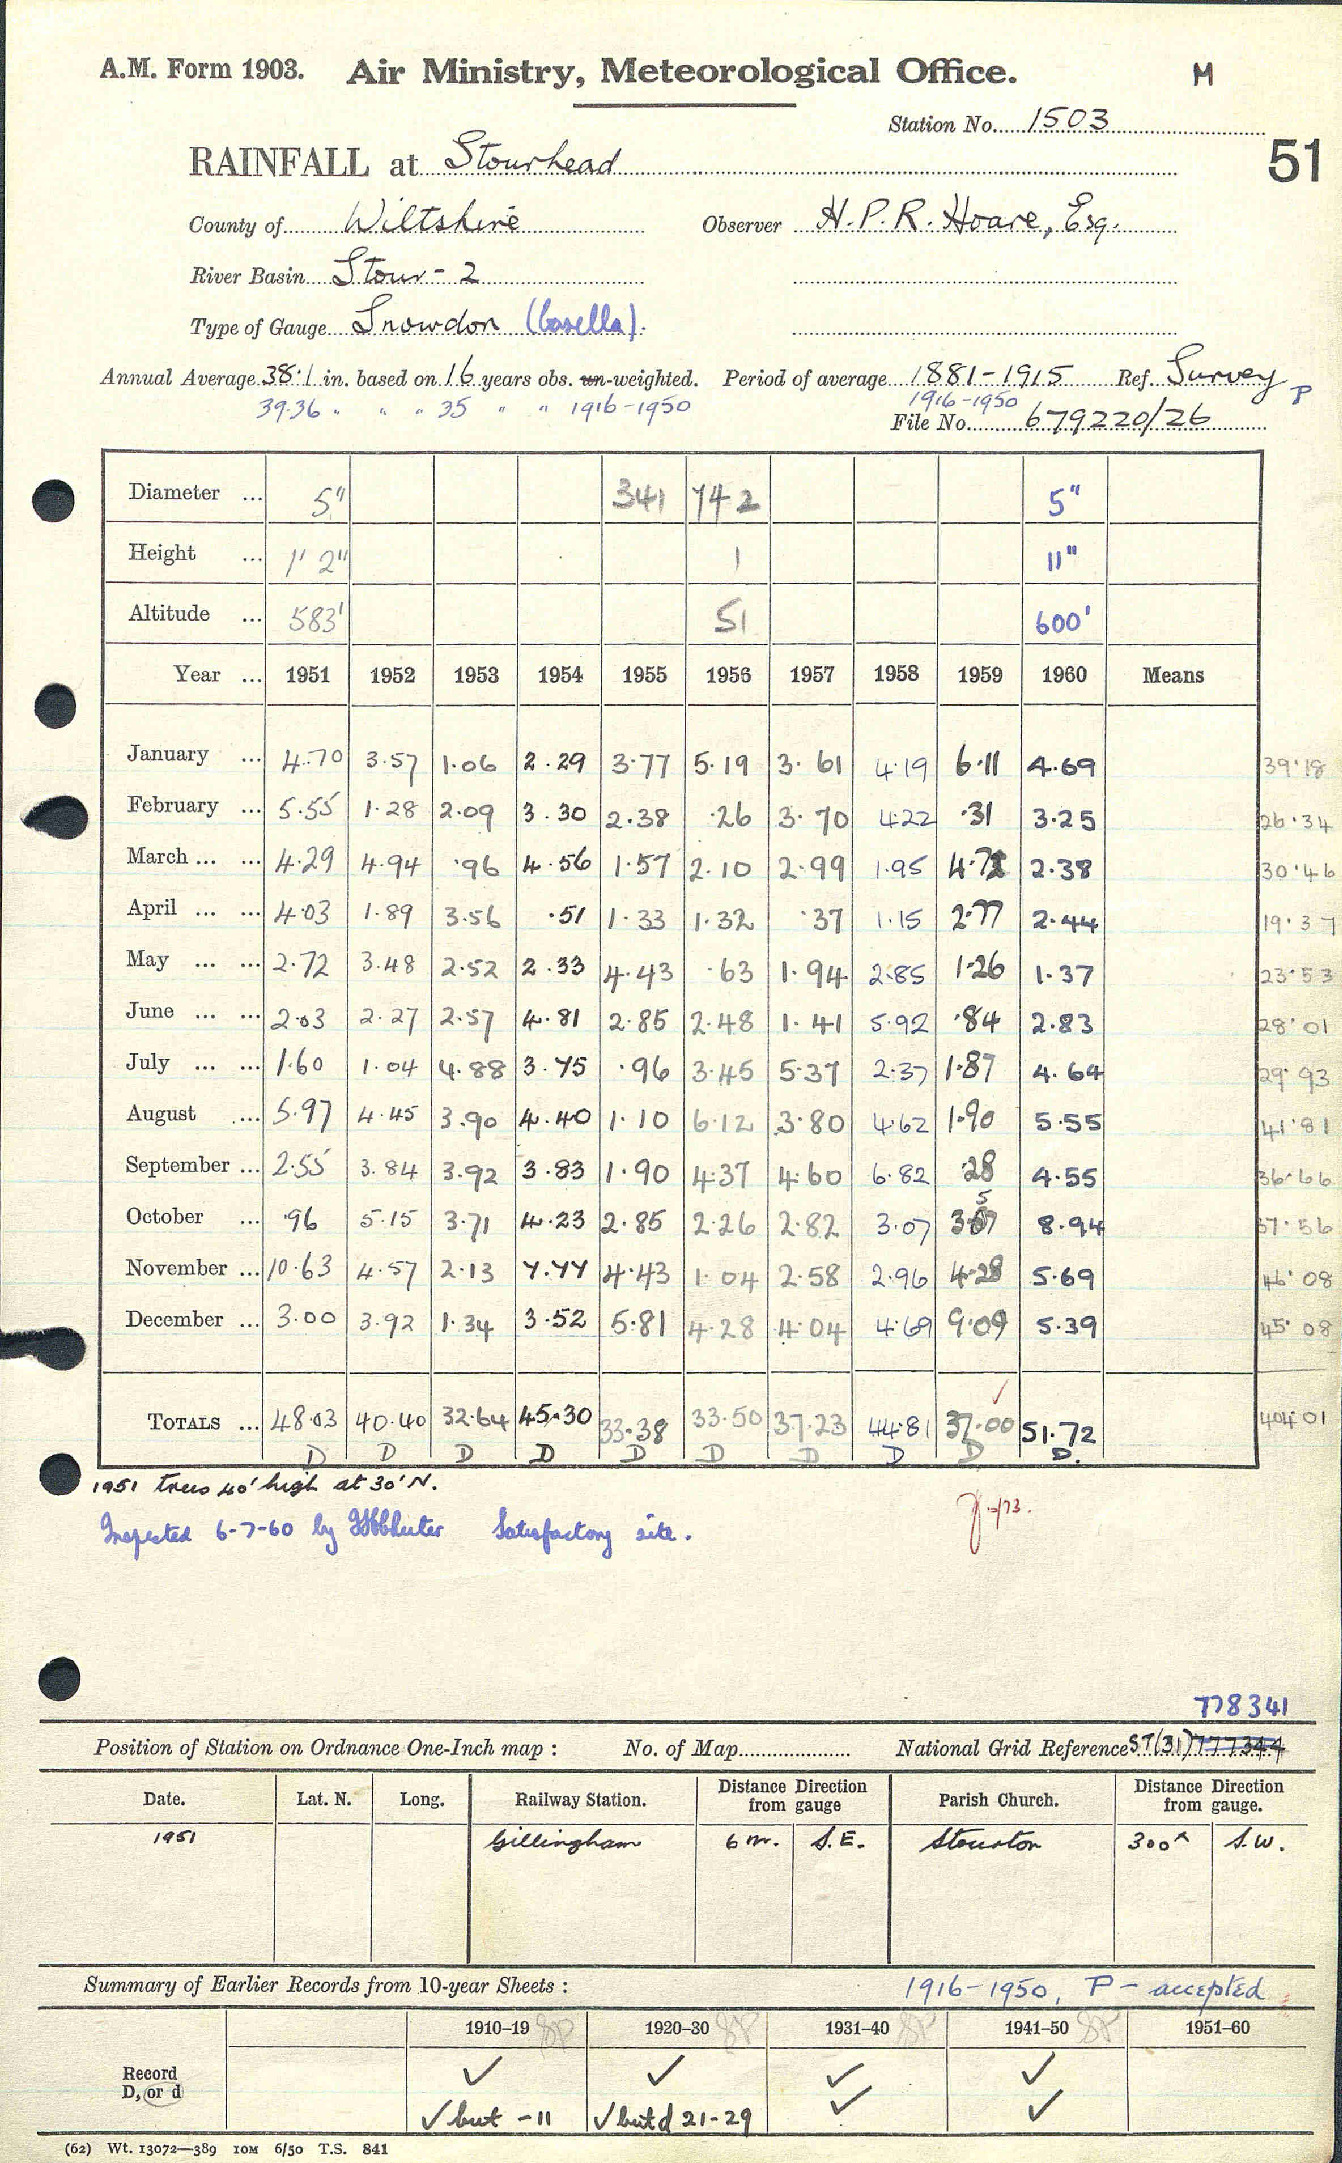 A.M. Form 1903. Air Ministry, Meteorological Office. M
Station No. 1503
51
RAINFALL at Stourhead
County of Wiltshire Observer H.P.R. Hoare, Esq.
River Basin Stour - 2
Type of Gauge Snowdon (Casella).
Annual Average 38.1 in. based on 16 years obs. un-weighted. Period of average 1881-1915 Ref. Survey P
39.36 " " " 35 " " 1916-1950 1916-1950
File No. 679220/26
Diameter ... 5" 341 742 5"
Height ... 1' 2" 1 11"
Altitude ... 583' 51 600'
Year ... 1951 1952 1953 1954 1955 1956 1957 1958 1959 1960 Means
January ... 4.70 3.57 1.06 2.29 3.77 5.19 3.61 4.19 6.11 4.69 39.18
February ... 5.55 1.28 2.09 3.30 2.38 .26 3.70 4.22 .31 3.25 26.34
March ... ... 4.29 4.94 .96 4.56 1.57 2.10 2.99 1.95 4.72 2.38 30.46
April ... ... 4.03 1.89 3.56 .51 1.33 1.32 .37 1.15 2.77 2.44 19.37
May ... ... 2.72 3.48 2.52 2.33 4.43 .63 1.94 2.85 1.26 1.37 23.53
June ... ... 2.03 2.27 2.57 4.81 2.85 2.48 1.41 5.92 .84 2.83 28.01
July ... ... 1.60 1.04 4.88 3.75 .96 3.45 5.37 2.37 1.87 4.64 29.93
August ... 5.97 4.45 3.90 4.40 1.10 6.12 3.80 4.62 1.90 5.55 41.81
September ... 2.55 3.84 3.92 3.83 1.90 4.37 4.60 6.82 .28 4.55 36.66
October ... .96 5.15 3.71 4.23 2.85 2.26 2.82 3.07 3.57 8.94 37.56
November ... 10.63 4.57 2.13 7.77 4.43 1.04 2.58 2.96 4.28 5.69 46.08
December ... 3.00 3.92 1.34 3.52 5.81 4.28 4.04 4.69 9.09 5.39 45.08
TOTALS ... 48.03 40.40 32.64 45.30 33.38 33.50 37.23 44.81 37.00 51.72 404.01
D D D D D D D D D D.
1951 trees 40' high at 30' N.
Inspected 6-7-60 by Satisfactory site.
778341
Position of Station on Ordnance One-Inch map : No. of Map National Grid Reference ST(31)777344
Date. Lat. N. Long. Railway Station. Distance Direction from gauge Parish Church. Distance Direction from gauge.
1951 Gillingham 6 m. S.E. Stourton 300x S.W.
Summary of Earlier Records from 10-year Sheets : 1916-1950, P - accepted
1910-19 SP 1920-30 SP 1931-40 SP 1941-50 SP 1951-60
Record ✓ ✓ ✓ ✓
D, or d ✓ but -11 ✓ but d 21-29 ✓ ✓
(62) Wt. 13072—389 10M 6/50 T.S. 841